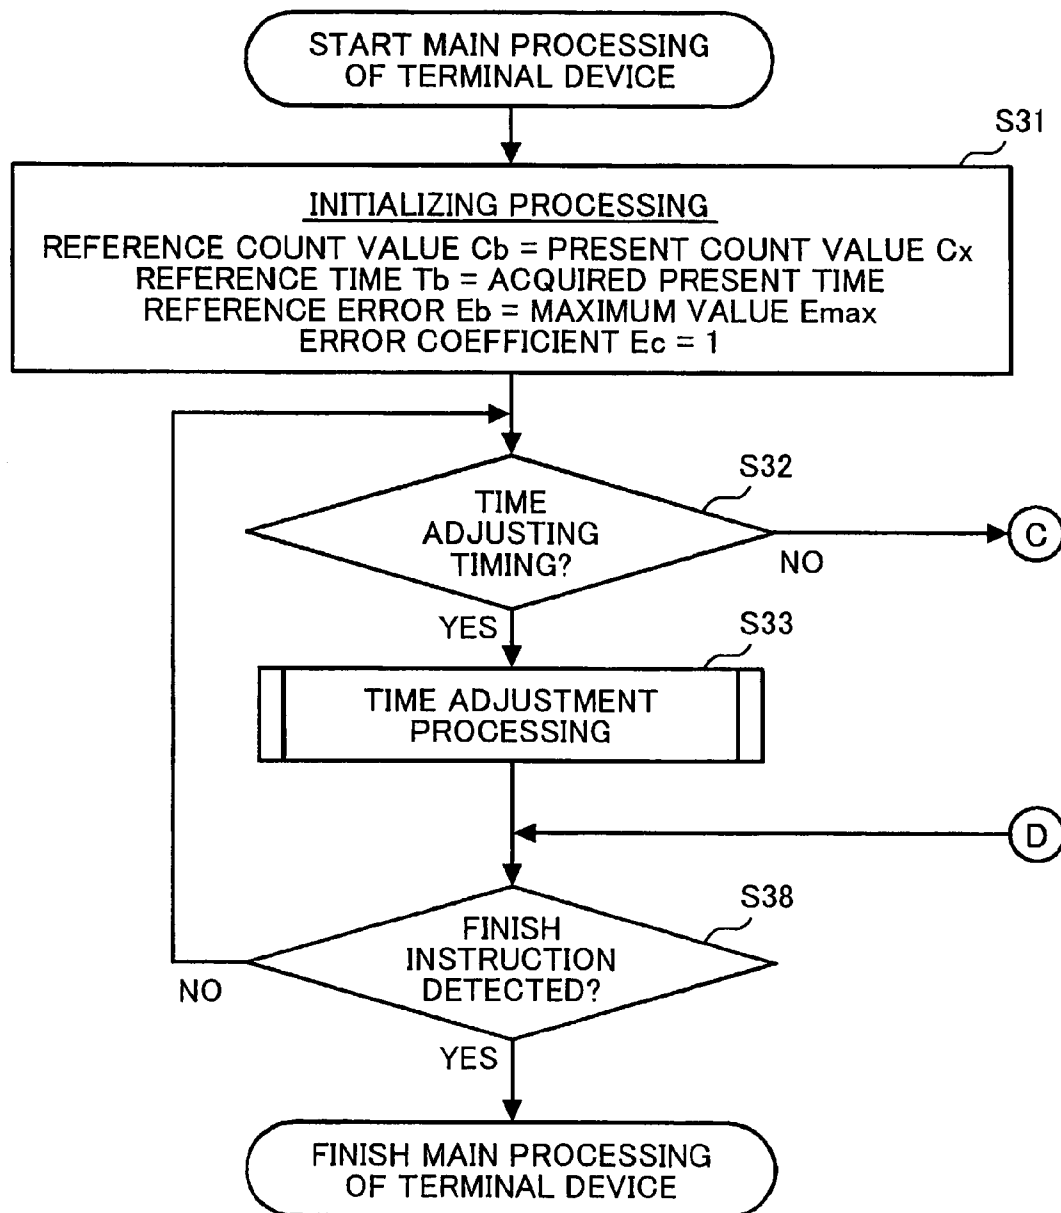 START MAIN PROCESSING
OF TERMINAL DEVICE
S31
INITIALIZING PROCESSING
REFERENCE COUNT VALUE Cb = PRESENT COUNT VALUE Cx
REFERENCE TIME Tb = ACQUIRED PRESENT TIME
REFERENCE ERROR Eb = MAXIMUM VALUE Emax
ERROR COEFFICIENT Ec = 1
S32
TIME
ADJUSTING
TIMING?
NO
C
YES
S33
TIME ADJUSTMENT
PROCESSING
D
S38
FINISH
INSTRUCTION
DETECTED?
NO
YES
FINISH MAIN PROCESSING
OF TERMINAL DEVICE